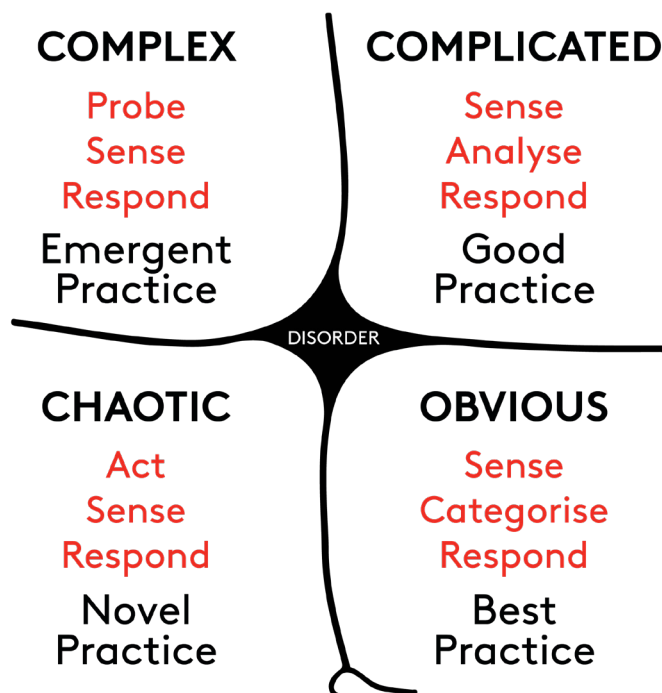 COMPLEX
Probe
Sense
Respond
Emergent
Practice
COMPLICATED
Sense
Analyse
Respond
Good
Practice
DISORDER
CHAOTIC
Act
Sense
Respond
Novel
Practice
OBVIOUS
Sense
Categorise
Respond
Best
Practice